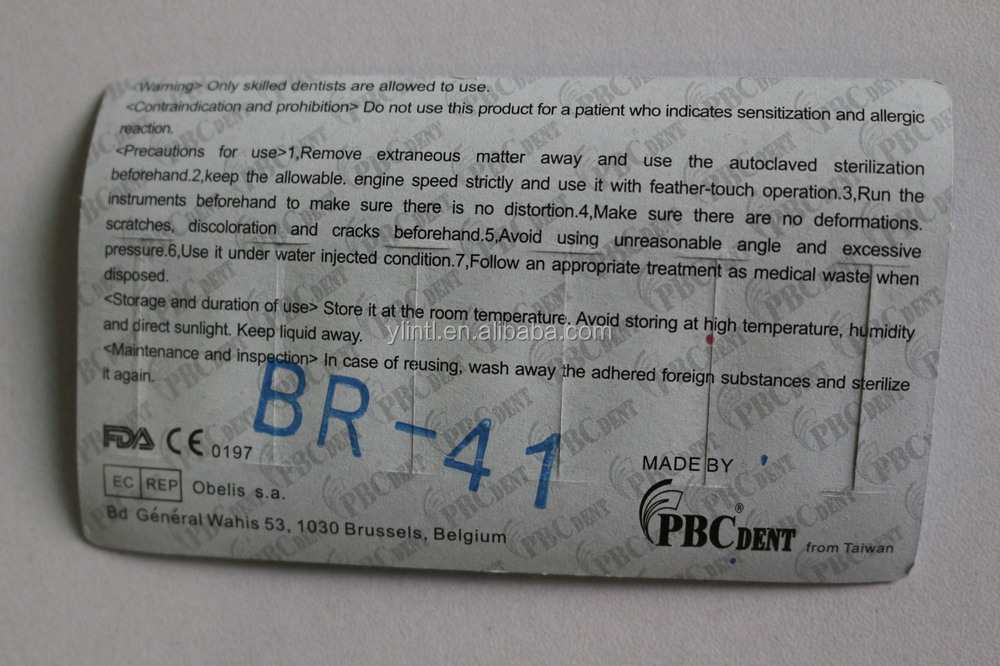 <Warning> Only skilled dentists are allowed to use.
<Contraindication and prohibition> Do not use this product for a patient who indicates sensitization and allergic
reaction.
<Precautions for use>1,Remove extraneous matter away and use the autoclaved sterilization
beforehand.2,keep the allowable. engine speed strictly and use it with feather-touch operation.3,Run the
instruments beforehand to make sure there is no distortion.4,Make sure there are no deformations.
scratches, discoloration and cracks beforehand.5,Avoid using unreasonable angle and excessive
pressure.6,Use it under water injected condition.7,Follow an appropriate treatment as medical waste when
disposed.
<Storage and duration of use> Store it at the room temperature. Avoid storing at high temperature, humidity
and direct sunlight. Keep liquid away.
ylintl.en.alibaba.com
<Maintenance and inspection> In case of reusing, wash away the adhered foreign substances and sterilize
it again.
BR-41
FDA CE 0197
EC REP Obelis s.a.
Bd Général Wahis 53, 1030 Brussels, Belgium
MADE BY
PBC DENT ® from Taiwan